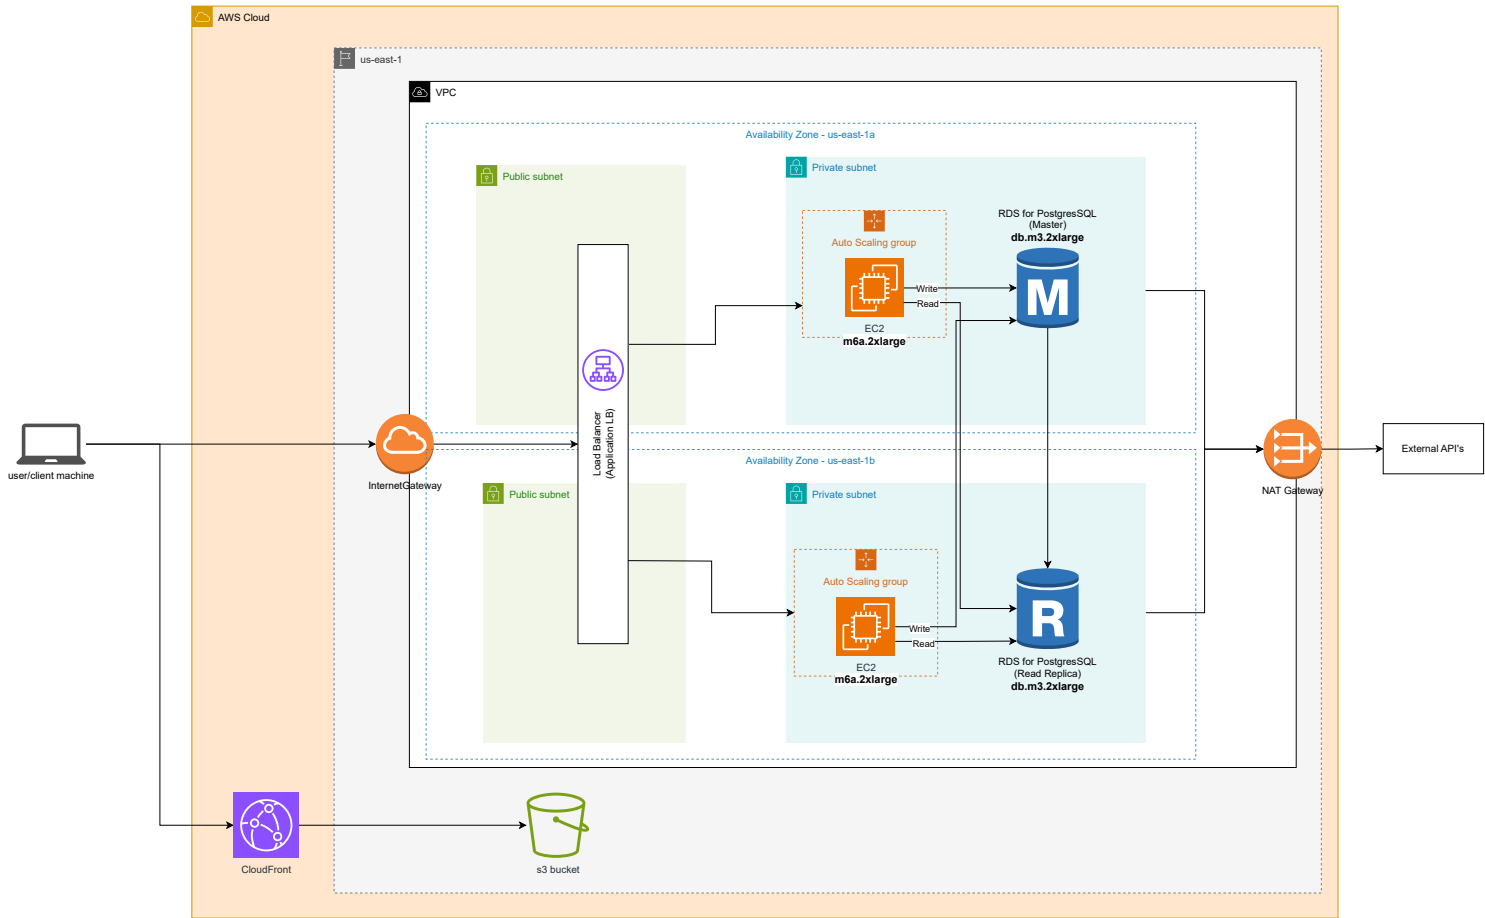 AWS Cloud
us-east-1
VPC
Availability Zone - us-east-1a
Public subnet
Private subnet
Auto Scaling group
EC2
m6a.2xlarge
Write
Read
RDS for PostgresSQL
(Master)
db.m3.2xlarge
M
Load Balancer
(Application LB)
user/client machine
InternetGateway
NAT Gateway
External API's
Availability Zone - us-east-1b
Public subnet
Private subnet
Auto Scaling group
EC2
m6a.2xlarge
Write
Read
R
RDS for PostgresSQL
(Read Replica)
db.m3.2xlarge
CloudFront
s3 bucket